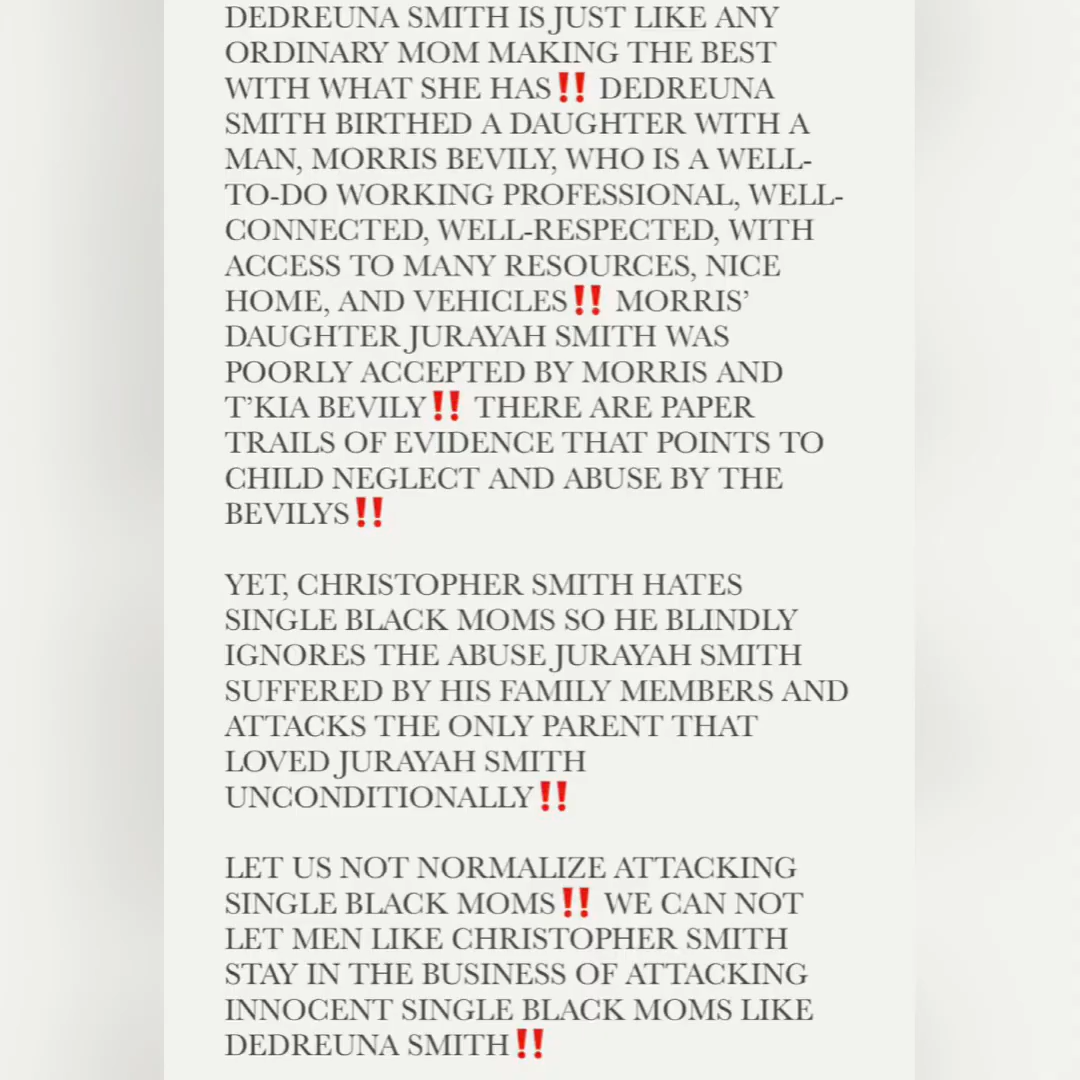 DEDREUNA SMITH IS JUST LIKE ANY
ORDINARY MOM MAKING THE BEST
WITH WHAT SHE HAS‼️ DEDREUNA
SMITH BIRTHED A DAUGHTER WITH A
MAN, MORRIS BEVILY, WHO IS A WELL-
TO-DO WORKING PROFESSIONAL, WELL-
CONNECTED, WELL-RESPECTED, WITH
ACCESS TO MANY RESOURCES, NICE
HOME, AND VEHICLES‼️ MORRIS’
DAUGHTER JURAYAH SMITH WAS
POORLY ACCEPTED BY MORRIS AND
T’KIA BEVILY‼️ THERE ARE PAPER
TRAILS OF EVIDENCE THAT POINTS TO
CHILD NEGLECT AND ABUSE BY THE
BEVILYS‼️
YET, CHRISTOPHER SMITH HATES
SINGLE BLACK MOMS SO HE BLINDLY
IGNORES THE ABUSE JURAYAH SMITH
SUFFERED BY HIS FAMILY MEMBERS AND
ATTACKS THE ONLY PARENT THAT
LOVED JURAYAH SMITH
UNCONDITIONALLY‼️
LET US NOT NORMALIZE ATTACKING
SINGLE BLACK MOMS‼️ WE CAN NOT
LET MEN LIKE CHRISTOPHER SMITH
STAY IN THE BUSINESS OF ATTACKING
INNOCENT SINGLE BLACK MOMS LIKE
DEDREUNA SMITH‼️